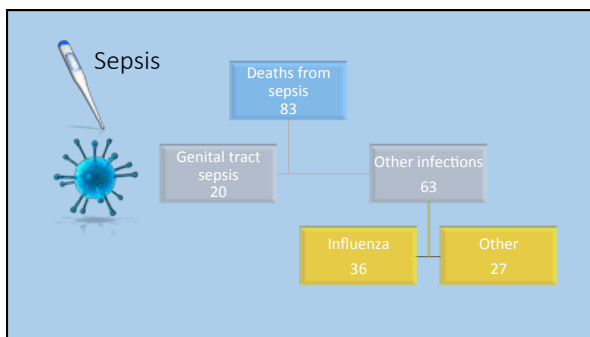 Sepsis
Deaths from
sepsis
83
Genital tract
sepsis
20
Other infections
63
Influenza
36
Other
27